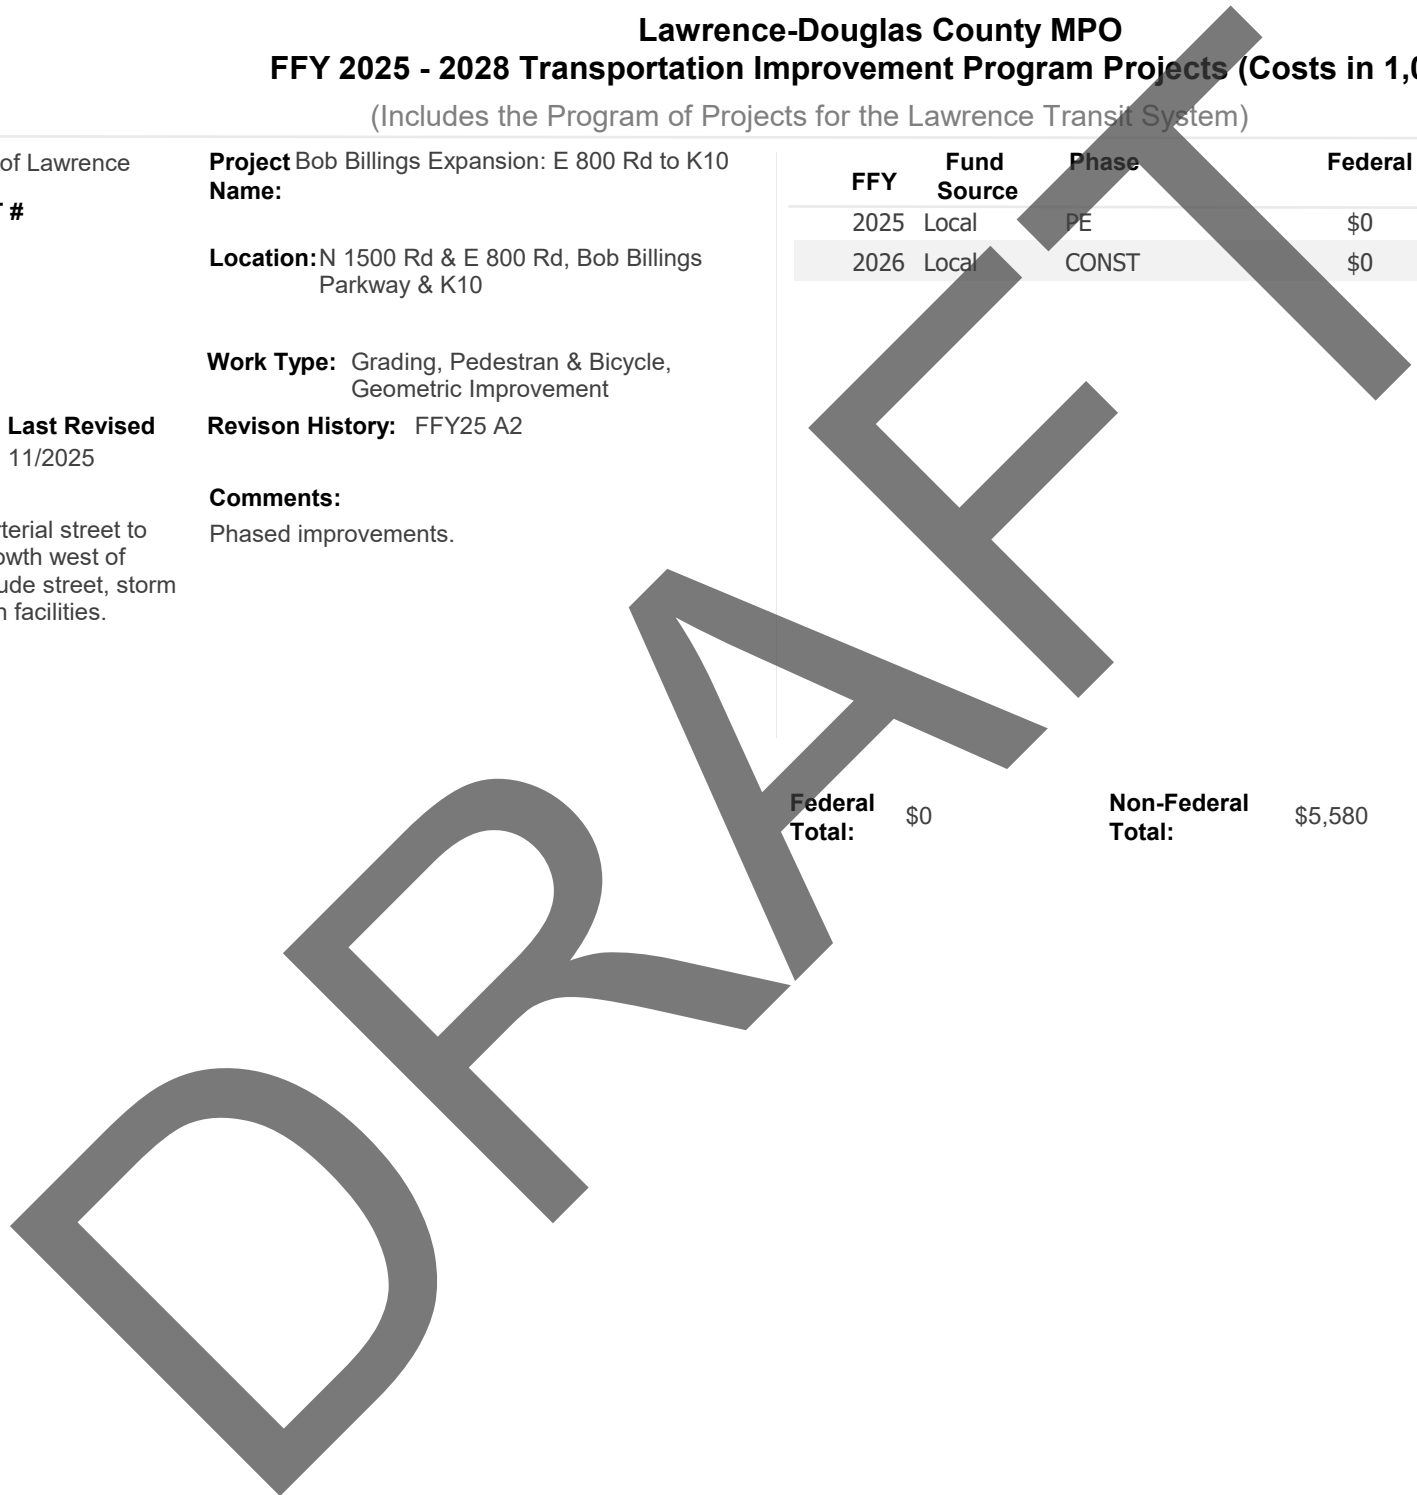 Lawrence-Douglas County MPO
FFY 2025 - 2028 Transportation Improvement Program Projects (Costs in
(Includes the Program of Projects for the Lawrence Transit System)
of Lawrence
#
Last Revised
11/2025
street to
west of
street, storm
facilities.
Project Bob Billings Expansion: E 800 Rd to K10
Name:
Location: N 1500 Rd & E 800 Rd, Bob Billings
Parkway & K10
Work Type: Grading, Pedestran & Bicycle,
Geometric Improvement
Revison History: FFY25 A2
Comments:
Phased improvements.
FFY Fund Source Phase Federal
2025 Local PE $0
2026 Local CONST $0
Federal Total: $0 Non-Federal Total: $5,580
DRAFT